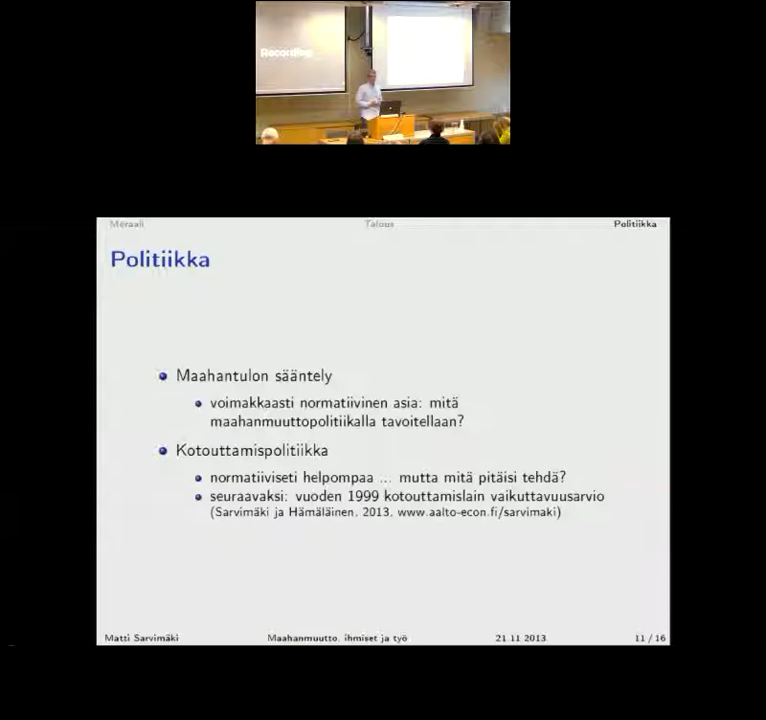 Recording
Moraali Talous Politiikka
Politiikka
Maahantulon sääntely
voimakkaasti normatiivinen asia: mitä
maahanmuuttopolitiikalla tavoitellaan?
Kotouttamispolitiikka
normatiiviseti helpompaa ... mutta mitä pitäisi tehdä?
seuraavaksi: vuoden 1999 kotouttamislain vaikuttavuusarvio
(Sarvimäki ja Hämäläinen, 2013, www.aalto-econ.fi/sarvimaki)
Matti Sarvimäki Maahanmuutto, ihmiset ja työ 21.11.2013 11 / 16